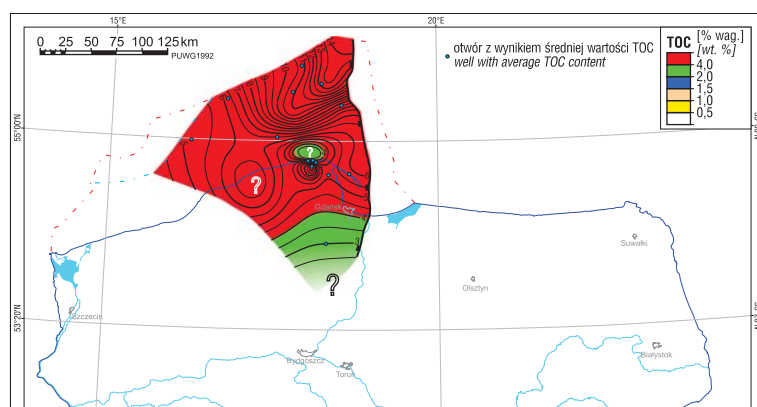 15°E
20°E
0 25 50 75 100 125 km
PUWG1992
otwór z wynikiem średniej wartości TOC
well with average TOC content
TOC
[% wag.]
[wt. %]
4,0
2,0
1,5
1,0
0,5
55°00'N
?
?
Gdańsk
4
3
?
Suwałki
Olsztyn
53°20'N
Szczecin
Bydgoszcz
Toruń
Białystok